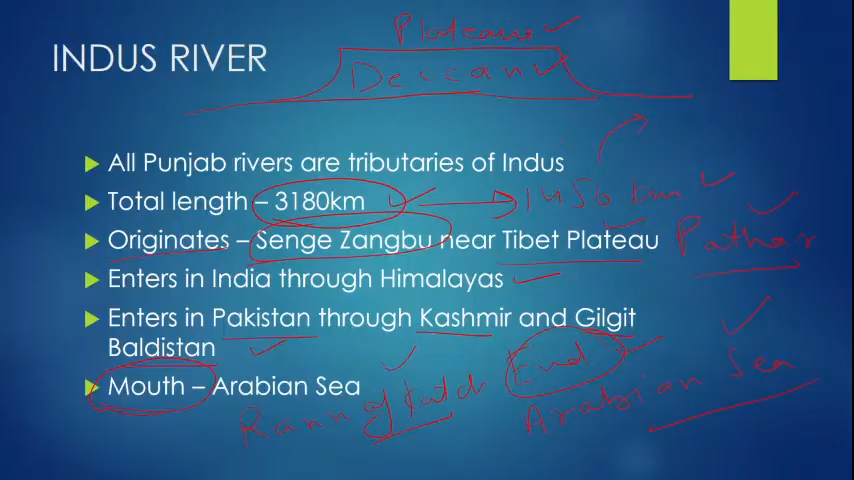 Plateaus
INDUS RIVER
Deccan
All Punjab rivers are tributaries of Indus
Total length – 3180km
1456 km
Originates – Senge Zangbu near Tibet Plateau
Pathar
Enters in India through Himalayas
Enters in Pakistan through Kashmir and Gilgit
Baldistan
End
Mouth – Arabian Sea
Rann of Katch
Arabian Sea